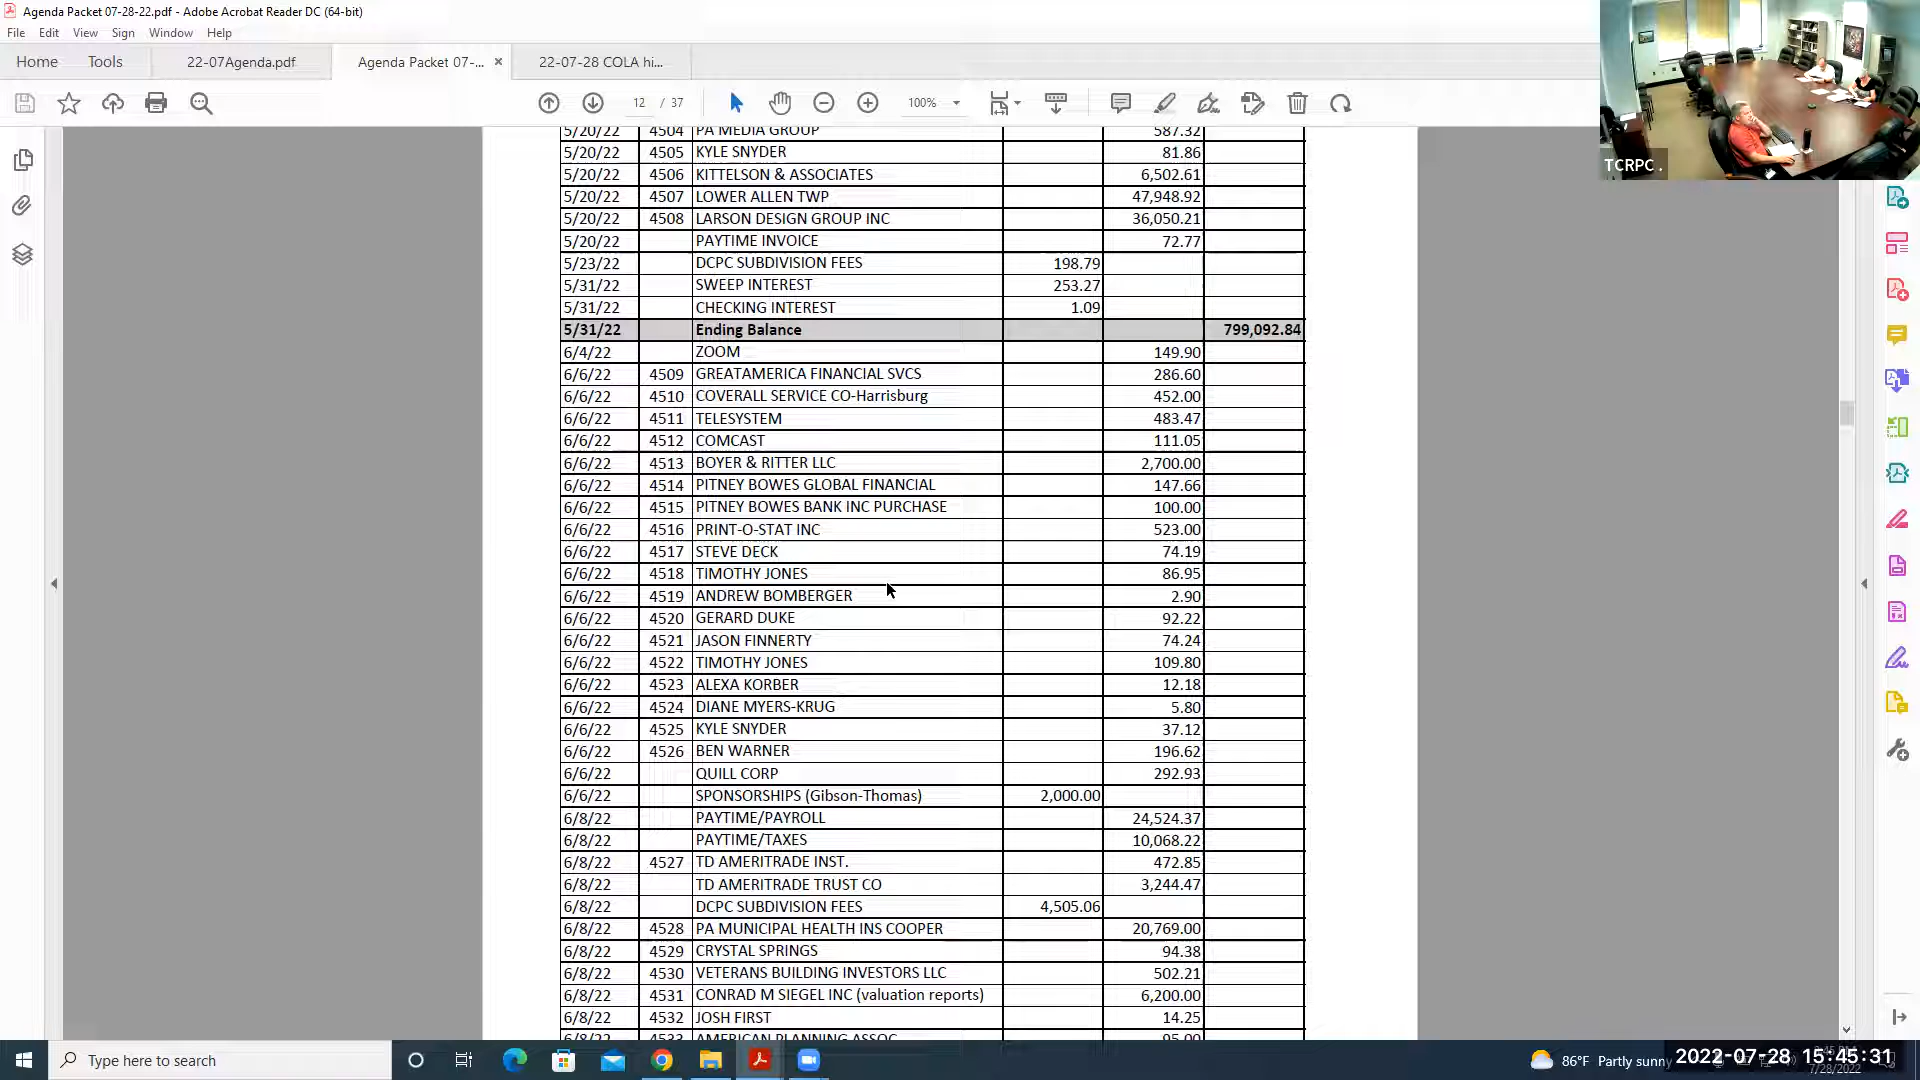 Agenda Packet 07-28-22.pdf - Adobe Acrobat Reader DC (64-bit)
File Edit View Sign Window Help
Home Tools 22-07Agenda.pdf Agenda Packet 07-... × 22-07-28 COLA hi...
12 / 37 100%
TCRPC .
5/20/22 4504 PA MEDIA GROUP 587.32
5/20/22 4505 KYLE SNYDER 81.86
5/20/22 4506 KITTELSON & ASSOCIATES 6,502.61
5/20/22 4507 LOWER ALLEN TWP 47,948.92
5/20/22 4508 LARSON DESIGN GROUP INC 36,050.21
5/20/22 PAYTIME INVOICE 72.77
5/23/22 DCPC SUBDIVISION FEES 198.79
5/31/22 SWEEP INTEREST 253.27
5/31/22 CHECKING INTEREST 1.09
5/31/22 Ending Balance 799,092.84
6/4/22 ZOOM 149.90
6/6/22 4509 GREATAMERICA FINANCIAL SVCS 286.60
6/6/22 4510 COVERALL SERVICE CO-Harrisburg 452.00
6/6/22 4511 TELESYSTEM 483.47
6/6/22 4512 COMCAST 111.05
6/6/22 4513 BOYER & RITTER LLC 2,700.00
6/6/22 4514 PITNEY BOWES GLOBAL FINANCIAL 147.66
6/6/22 4515 PITNEY BOWES BANK INC PURCHASE 100.00
6/6/22 4516 PRINT-O-STAT INC 523.00
6/6/22 4517 STEVE DECK 74.19
6/6/22 4518 TIMOTHY JONES 86.95
6/6/22 4519 ANDREW BOMBERGER 2.90
6/6/22 4520 GERARD DUKE 92.22
6/6/22 4521 JASON FINNERTY 74.24
6/6/22 4522 TIMOTHY JONES 109.80
6/6/22 4523 ALEXA KORBER 12.18
6/6/22 4524 DIANE MYERS-KRUG 5.80
6/6/22 4525 KYLE SNYDER 37.12
6/6/22 4526 BEN WARNER 196.62
6/6/22 QUILL CORP 292.93
6/6/22 SPONSORSHIPS (Gibson-Thomas) 2,000.00
6/8/22 PAYTIME/PAYROLL 24,524.37
6/8/22 PAYTIME/TAXES 10,068.22
6/8/22 4527 TD AMERITRADE INST. 472.85
6/8/22 TD AMERITRADE TRUST CO 3,244.47
6/8/22 DCPC SUBDIVISION FEES 4,505.06
6/8/22 4528 PA MUNICIPAL HEALTH INS COOPER 20,769.00
6/8/22 4529 CRYSTAL SPRINGS 94.38
6/8/22 4530 VETERANS BUILDING INVESTORS LLC 502.21
6/8/22 4531 CONRAD M SIEGEL INC (valuation reports) 6,200.00
6/8/22 4532 JOSH FIRST 14.25
6/8/22 4533 AMERICAN PLANNING ASSOC 95.00
Type here to search 86°F Partly sunny 2022-07-28 15:45:31
7/28/2022